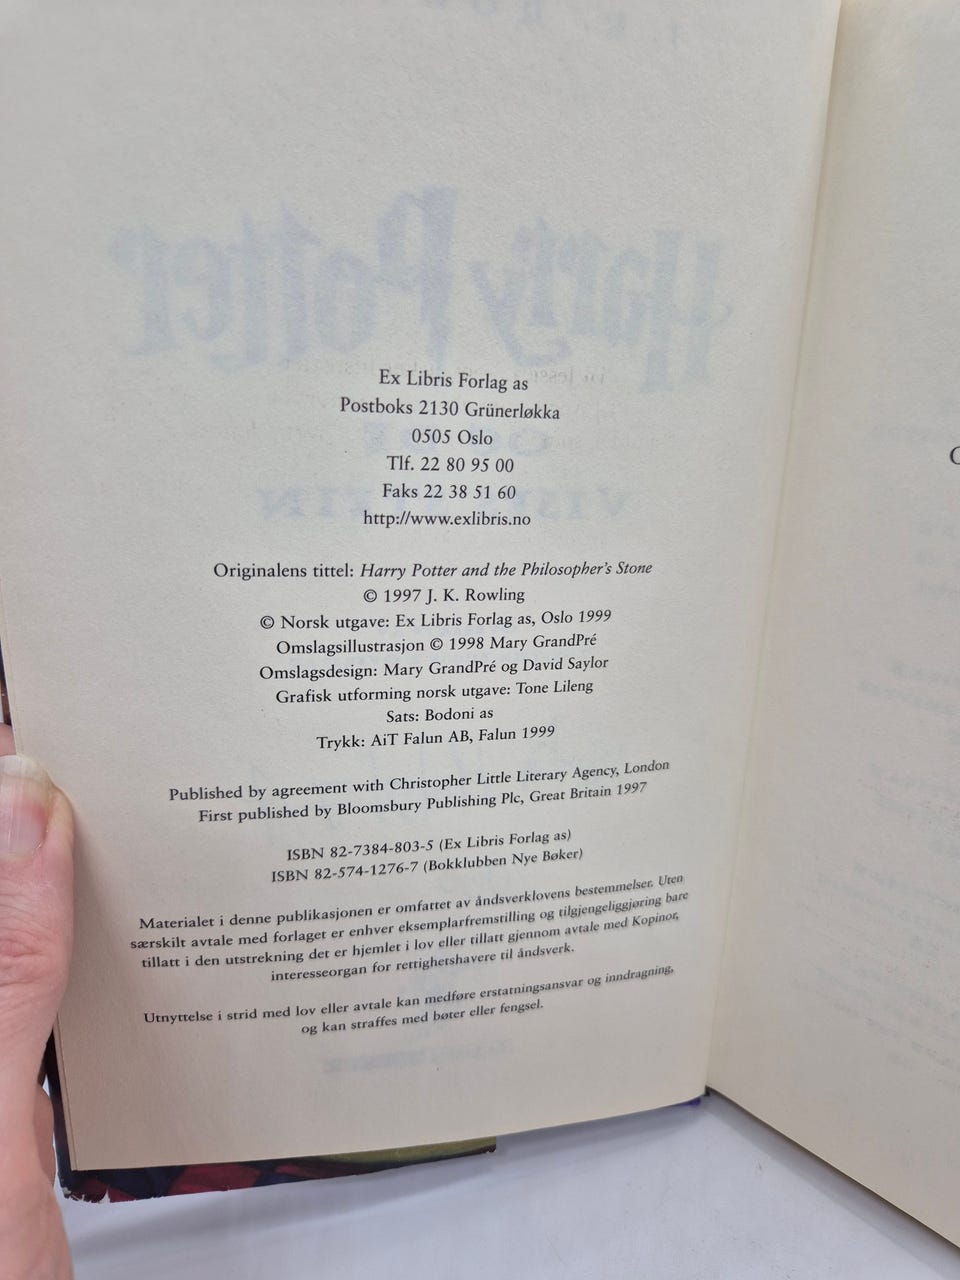 Ex Libris Forlag as
Postboks 2130 Grünerløkka
0505 Oslo
Tlf. 22 80 95 00
Faks 22 38 51 60
http://www.exlibris.no
Originalens tittel: Harry Potter and the Philosopher's Stone
© 1997 J. K. Rowling
© Norsk utgave: Ex Libris Forlag as, Oslo 1999
Omslagsillustrasjon © 1998 Mary GrandPré
Omslagsdesign: Mary GrandPré og David Saylor
Grafisk utforming norsk utgave: Tone Lileng
Sats: Bodoni as
Trykk: AiT Falun AB, Falun 1999
Published by agreement with Christopher Little Literary Agency, London
First published by Bloomsbury Publishing Plc, Great Britain 1997
ISBN 82-7384-803-5 (Ex Libris Forlag as)
ISBN 82-574-1276-7 (Bokklubben Nye Bøker)
Materialet i denne publikasjonen er omfattet av åndsverklovens bestemmelser. Uten
særskilt avtale med forlaget er enhver eksemplarfremstilling og tilgjengeliggjøring bare
tillatt i den utstrekning det er hjemlet i lov eller tillatt gjennom avtale med Kopinor,
interesseorgan for rettighetshavere til åndsverk.
Utnyttelse i strid med lov eller avtale kan medføre erstatningsansvar og inndragning,
og kan straffes med bøter eller fengsel.
Harry Potter